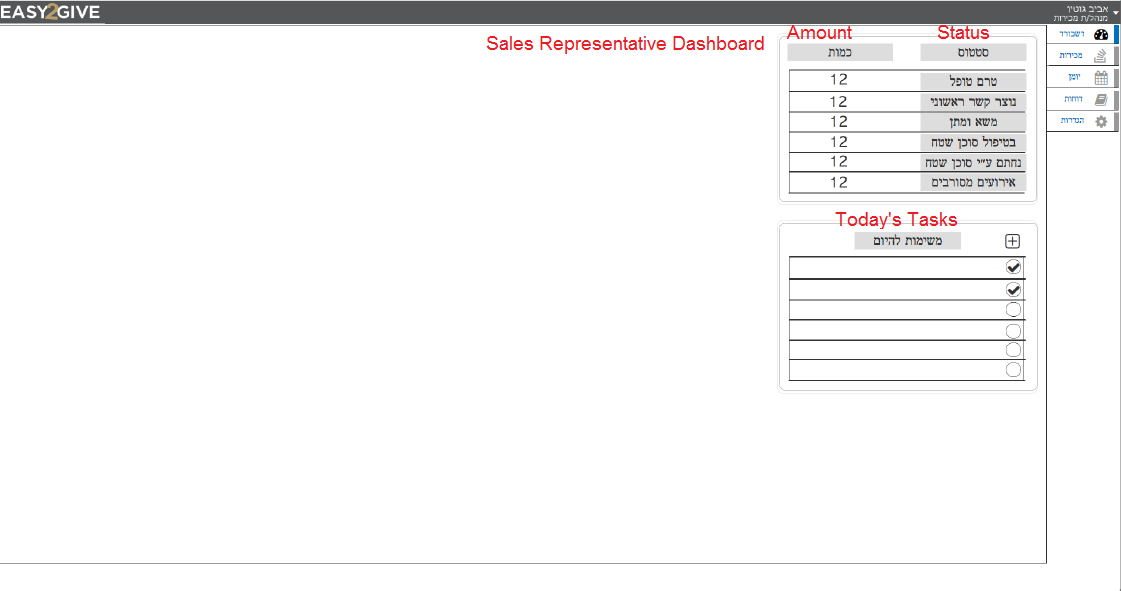 EASY2GIVE
אביב גוטיו
מנהל/ת מכירות
דשבורד
מכירות
יומן
דוחות
הגדרות
Sales Representative Dashboard
Status Amount
סטטוס כמות
טרם טופל 12
נוצר קשר ראשוני 12
משא ומתן 12
בטיפול סוכן שטח 12
נחתם ע״י סוכן שטח 12
אירועים מסורבים 12
Today's Tasks
משימות להיום